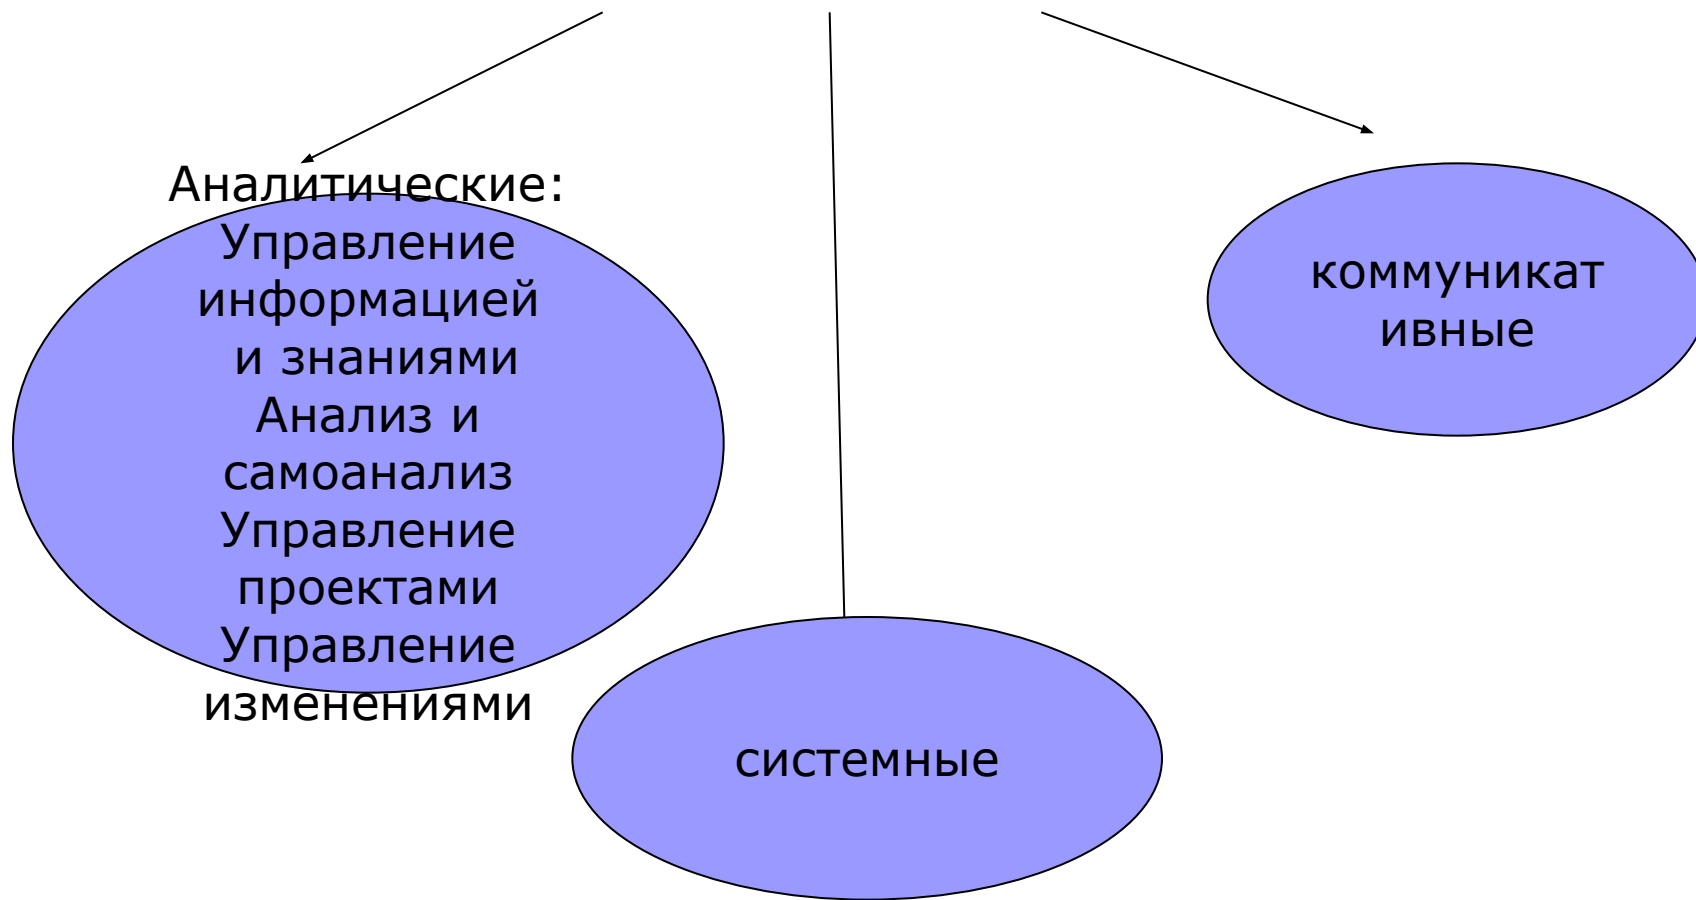 Аналитические:
Управление
информацией
и знаниями
Анализ и
самоанализ
Управление
проектами
Управление
изменениями
коммуникат
ивные
системные